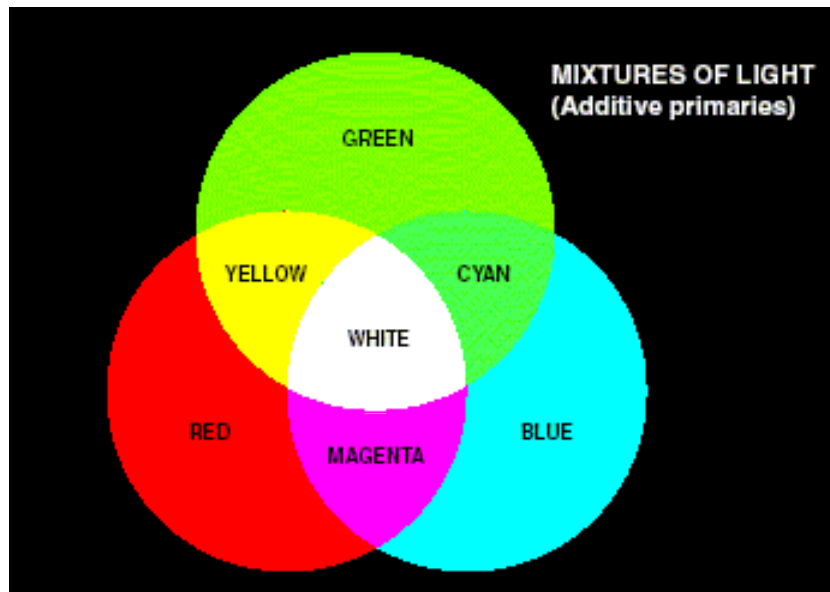 MIXTURES OF LIGHT
(Additive primaries)
GREEN
YELLOW
CYAN
WHITE
RED
BLUE
MAGENTA